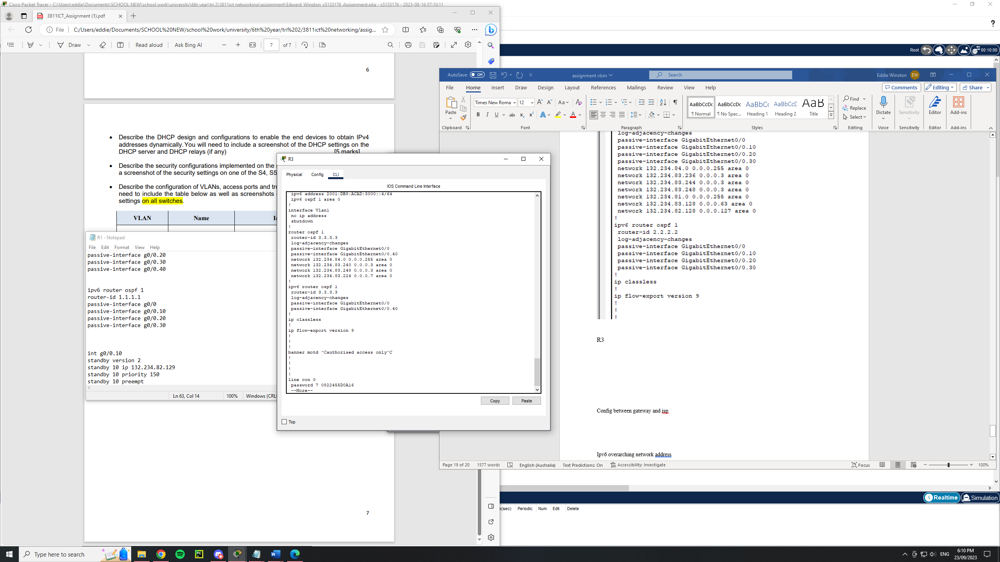 Cisco Packet Tracer - C:\Users\eddie\Documents\SCHOOL NEW\school work\university\6th year\tri 2\3811ict networking\assignment\Edward_Winston_s5133176_Assignment.pka - s5133176 - 2023-08-16 07:10:11
3811ICT_Assignment (1).pdf
File
C:/Users/eddie/Documents/SCHOOL%20NEW/school%20work/university/6th%20year/tri%202/3811ict%20networking/assig...
Draw
Read aloud
Ask Bing AI
7
of 7
6
• Describe the DHCP design and configurations to enable the end devices to obtain IPv4
addresses dynamically. You will need to include a screenshot of the DHCP settings on the
DHCP server and DHCP relays (if any)
[5 marks]
• Describe the security configurations implemented on the
a screenshot of the security settings on one of the S4, S5
• Describe the configuration of VLANs, access ports and
need to include the table below as well as screenshots
settings on all switches.
VLAN
Name
7
R1 - Notepad
File Edit Format View Help
passive-interface g0/0.20
passive-interface g0/0.30
passive-interface g0/0.40
ipv6 router ospf 1
router-id 1.1.1.1
passive-interface g0/0
passive-interface g0/0.10
passive-interface g0/0.20
passive-interface g0/0.30
int g0/0.10
standby version 2
standby 10 ip 132.234.82.129
standby 10 priority 150
standby 10 preempt
Ln 63, Col 14
100%
Windows (CRL
R3
Physical
Config
CLI
IOS Command Line Interface
ipv6 address 2001:DB8:ACAD:3000::4/64
ipv6 ospf 1 area 0
!
interface Vlan1
no ip address
shutdown
!
router ospf 1
router-id 3.3.3.3
log-adjacency-changes
passive-interface GigabitEthernet0/0
passive-interface GigabitEthernet0/0.40
network 132.234.84.0 0.0.0.255 area 0
network 132.234.83.240 0.0.0.3 area 0
network 132.234.83.248 0.0.0.3 area 0
network 132.234.83.224 0.0.0.7 area 0
!
ipv6 router ospf 1
router-id 3.3.3.3
log-adjacency-changes
passive-interface GigabitEthernet0/0
passive-interface GigabitEthernet0/0.40
!
ip classless
!
ip flow-export version 9
!
!
!
banner motd ^Cauthorised access only^C
!
!
!
!
line con 0
password 7 0822455D0A16
--More--
Copy
Paste
Top
Root
00:10:00
AutoSave
Off
assignment vlsm
Search
Eddie Winston
EW
File
Home
Insert
Draw
Design
Layout
References
Mailings
Review
View
Help
Comments
Editing
Share
Paste
Clipboard
Times New Roma
12
Aa
B I U ab x₂ x² A A
Font
Paragraph
AaBbCcDc
¶ Normal
AaBbCcDc
¶ No Spac...
AaBbCc
Heading 1
AaBbCcD
Heading 2
AaB
Title
Styles
Find
Replace
Select
Editing
Dictate
Voice
Sensitivity
Sensitivity
Editor
Editor
Add-ins
Add-ins
log-adjacency-changes
passive-interface GigabitEthernet0/0
passive-interface GigabitEthernet0/0.10
passive-interface GigabitEthernet0/0.20
passive-interface GigabitEthernet0/0.30
network 132.234.84.0 0.0.0.255 area 0
network 132.234.83.236 0.0.0.3 area 0
network 132.234.83.244 0.0.0.3 area 0
network 132.234.83.248 0.0.0.3 area 0
network 132.234.81.0 0.0.0.255 area 0
network 132.234.83.128 0.0.0.63 area 0
network 132.234.82.128 0.0.0.127 area 0
!
ipv6 router ospf 1
router-id 2.2.2.2
log-adjacency-changes
passive-interface GigabitEthernet0/0
passive-interface GigabitEthernet0/0.10
passive-interface GigabitEthernet0/0.20
passive-interface GigabitEthernet0/0.30
!
ip classless
!
ip flow-export version 9
!
!
!
R3
Config between gateway and isp
Ipv6 overarching network address
Page 19 of 20
1577 words
English (Australia)
Text Predictions: On
Accessibility: Investigate
Focus
100%
Realtime
Simulation
e(sec)
Periodic
Num
Edit
Delete
Type here to search
ENG
6:10 PM
23/09/2023